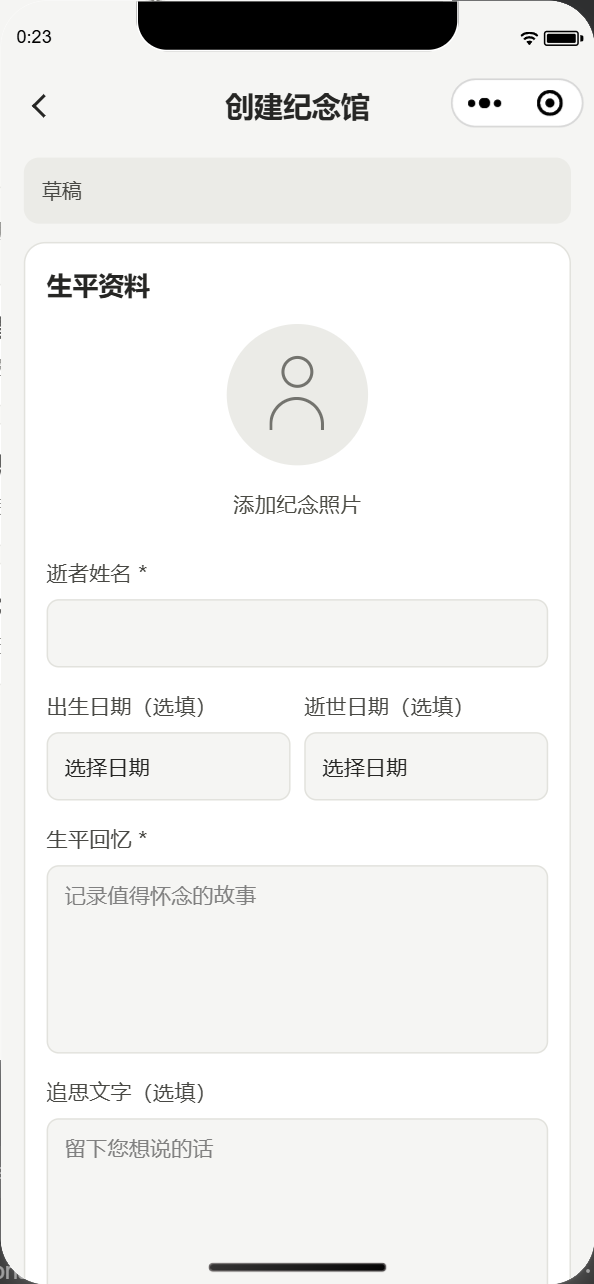 0:23
创建纪念馆
草稿
生平资料
添加纪念照片
逝者姓名 *
出生日期（选填） 逝世日期（选填）
选择日期 选择日期
生平回忆 *
记录值得怀念的故事
追思文字（选填）
留下您想说的话